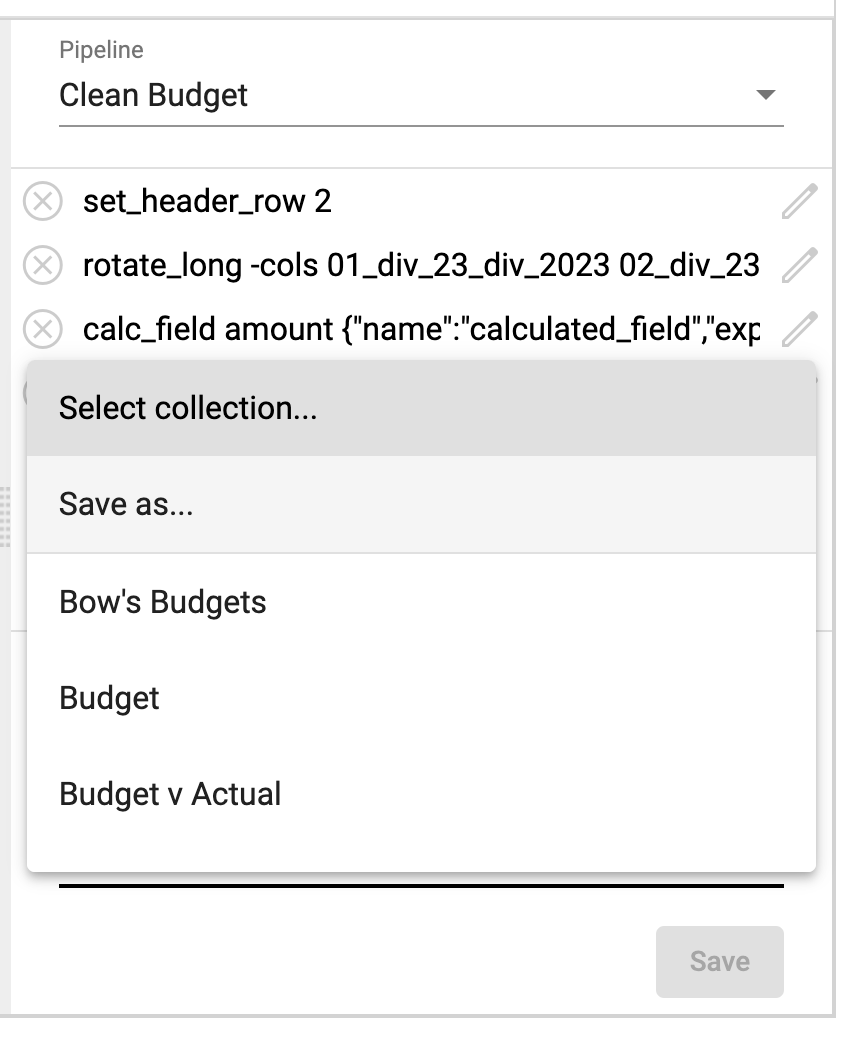 Pipeline
Clean Budget
set_header_row 2
rotate_long -cols 01_div_23_div_2023 02_div_23
calc_field amount {"name":"calculated_field","exp
Select collection...
Save as...
Bow's Budgets
Budget
Budget v Actual
Save